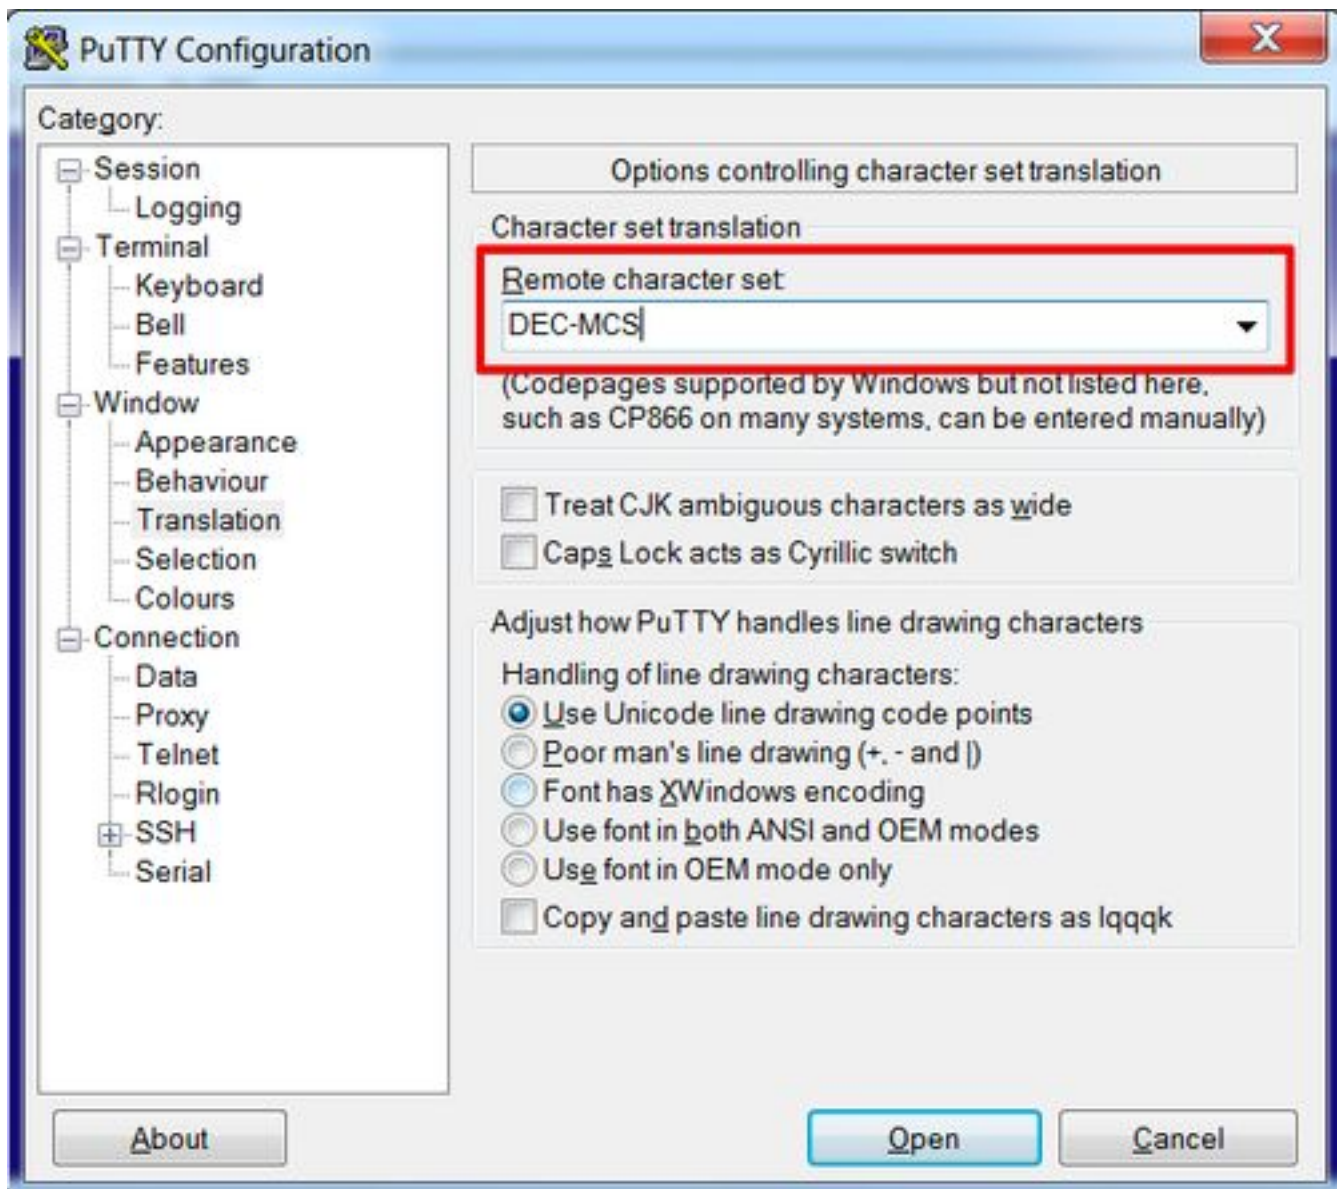 PuTTY Configuration
Category:
Session
Logging
Terminal
Keyboard
Bell
Features
Window
Appearance
Behaviour
Translation
Selection
Colours
Connection
Data
Proxy
Telnet
Rlogin
SSH
Serial
Options controlling character set translation
Character set translation
Remote character set:
DEC-MCS
(Codepages supported by Windows but not listed here,
such as CP866 on many systems, can be entered manually)
Treat CJK ambiguous characters as wide
Caps Lock acts as Cyrillic switch
Adjust how PuTTY handles line drawing characters
Handling of line drawing characters:
Use Unicode line drawing code points
Poor man's line drawing (+, - and |)
Font has XWindows encoding
Use font in both ANSI and OEM modes
Use font in OEM mode only
Copy and paste line drawing characters as lqqqk
About
Open
Cancel